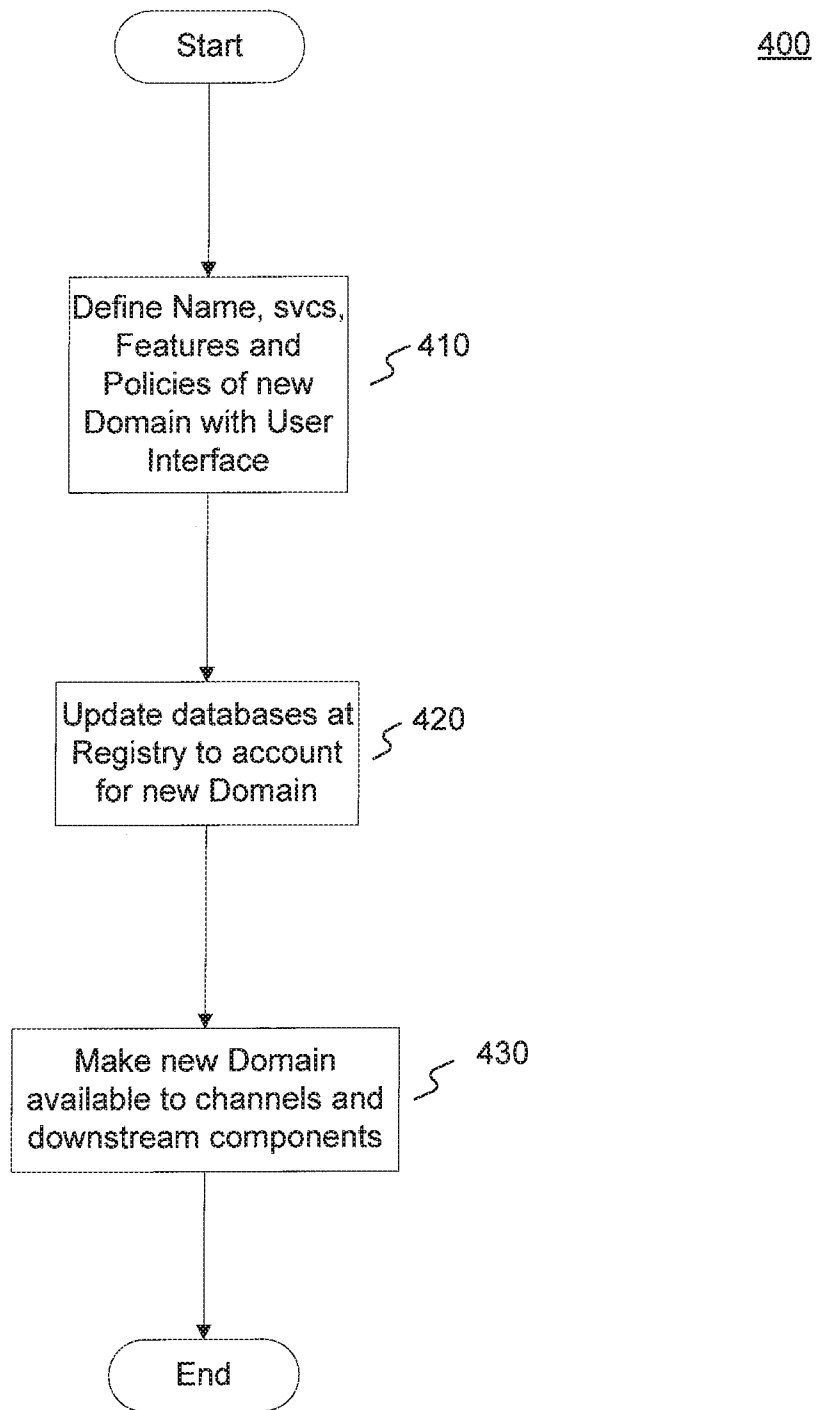 Start
400
Define Name, svcs,
Features and
Policies of new
Domain with User
Interface
410
Update databases at
Registry to account
for new Domain
420
Make new Domain
available to channels and
downstream components
430
End